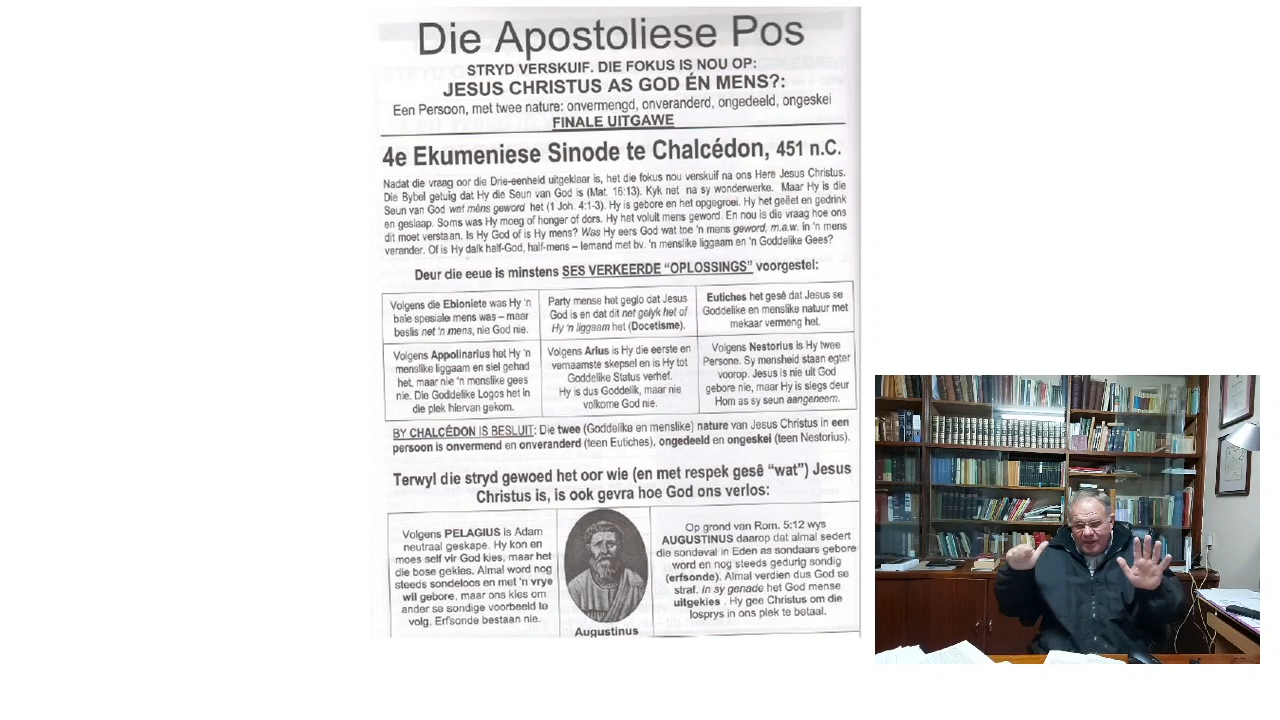 Die Apostoliese Pos
STRYD VERSKUIF. DIE FOKUS IS NOU OP:
JESUS CHRISTUS AS GOD ÉN MENS?:
Een Persoon, met twee nature: onvermengd, onveranderd, ongedeeld, ongeskei
FINALE UITGAWE
4e Ekumeniese Sinode te Chalcédon, 451 n.C.
Nadat die vraag oor die Drie-eenheid uitgeklaar is, het die fokus nou verskuif na ons Here Jesus Christus.
Die Bybel getuig dat Hy die Seun van God is (Mat. 16:13). Kyk net na sy wonderwerke. Maar Hy is die
Seun van God wat méns geword het (1 Joh. 4:1-3). Hy is gebore en het opgegroei. Hy het geëet en gedrink
en geslaap. Soms was Hy moeg of honger of dors. Hy het voluit mens geword. En nou is die vraag hoe ons
dit moet verstaan. Is Hy God of is Hy mens? Was Hy eers God wat toe 'n mens geword, m.a.w. in 'n mens
verander. Of is Hy dalk half-God, half-mens – Iemand met bv. 'n menslike liggaam en 'n Goddelike Gees?
Deur die eeue is minstens SES VERKEERDE “OPLOSSINGS” voorgestel:
Volgens die Ebioniete was Hy 'n
baie spesiale mens was – maar
beslis net 'n mens, nie God nie.
Party mense het geglo dat Jesus
God is en dat dit net gelyk het of
Hy 'n liggaam het (Docetisme).
Eutiches het gesê dat Jesus se
Goddelike en menslike natuur met
mekaar vermeng het.
Volgens Appolinarius het Hy 'n
menslike liggaam en siel gehad
het, maar nie 'n menslike gees
nie. Die Goddelike Logos het in
die plek hiervan gekom.
Volgens Arius is Hy die eerste en
vernaamste skepsel en is Hy tot
Goddelike Status verhef.
Hy is dus Goddelik, maar nie
volkome God nie.
Volgens Nestorius is Hy twee
Persone. Sy mensheid staan egter
voorop. Jesus is nie uit God
gebore nie, maar Hy is slegs deur
Hom as sy seun aangeneem.
BY CHALCÉDON IS BESLUIT: Die twee (Goddelike en menslike) nature van Jesus Christus in een
persoon is onvermend en onveranderd (teen Eutiches), ongedeeld en ongeskei (teen Nestorius).
Terwyl die stryd gewoed het oor wie (en met respek gesê “wat”) Jesus
Christus is, is ook gevra hoe God ons verlos:
Volgens PELAGIUS is Adam
neutraal geskape. Hy kon en
moes self vir God kies, maar het
die bose gekies. Almal word nog
steeds sondeloos en met 'n vrye
wil gebore, maar ons kies om
ander se sondige voorbeeld te
volg. Erfsonde bestaan nie.
Augustinus
Op grond van Rom. 5:12 wys
AUGUSTINUS daarop dat almal sedert
die sondeval in Eden as sondaars gebore
word en nog steeds gedurig sondig
(erfsonde). Almal verdien dus God se
straf. In sy genade het God mense
uitgekies . Hy gee Christus om die
losprys in ons plek te betaal.